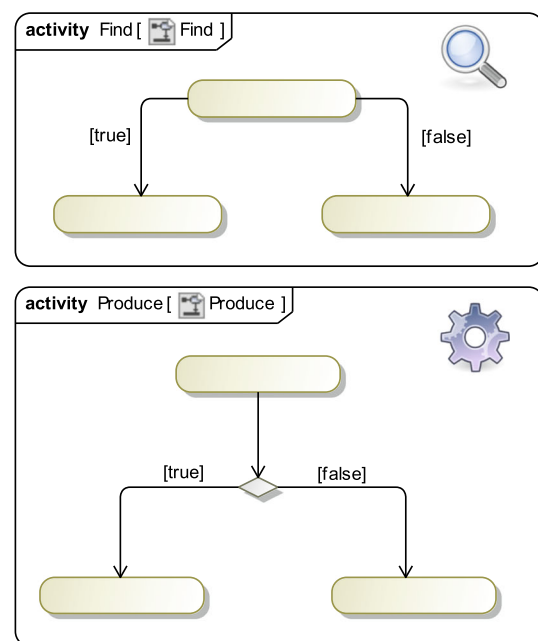 activity Find [ Find ]
[true]
[false]
activity Produce [ Produce ]
[true]
[false]